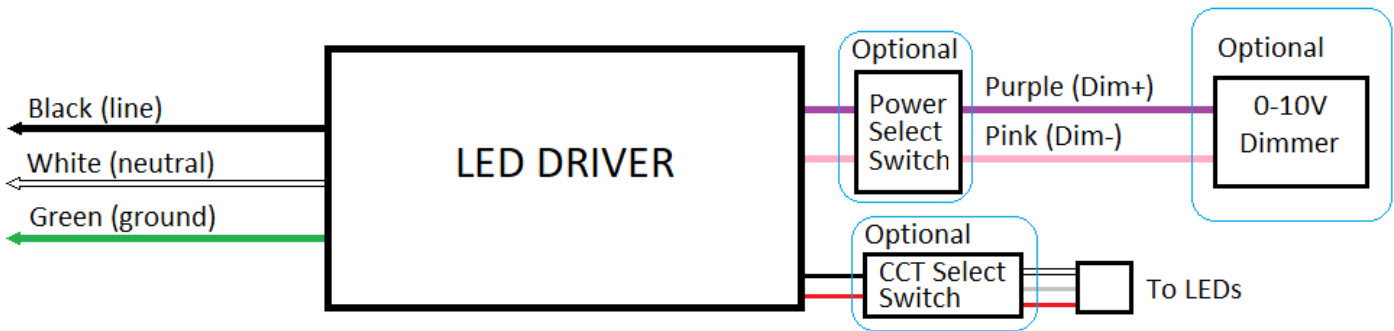 Black (line)
White (neutral)
Green (ground)
LED DRIVER
Optional
Power
Select
Switch
Purple (Dim+)
Pink (Dim-)
Optional
0-10V
Dimmer
Optional
CCT Select
Switch
To LEDs